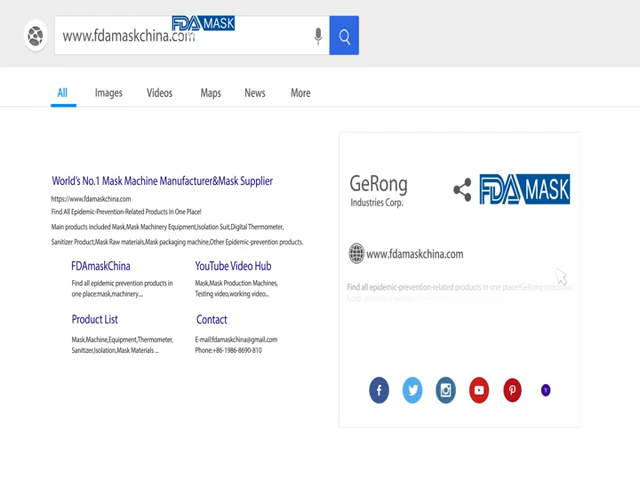 FDA MASK
www.fdamaskchina.com
All Images Videos Maps News More
World's No.1 Mask Machine Manufacturer&Mask Supplier
https://www.fdamaskchina.com
Find All Epidemic-Prevention-Related Products In One Place!
Main products included Mask,Mask Machinery Equipment,Isolation Suit,Digital Thermometer,
Sanitizer Product,Mask Raw materials,Mask packaging machine,Other Epidemic-prevention products.
FDAmaskChina
Find all epidemic prevention products in
one place:mask,machinery....
YouTube Video Hub
Mask,Mask Production Machines,
Testing video,working video...
Product List
Mask,Machine,Equipment,Thermometer,
Sanitizer,Isolation,Mask Materials ...
Contact
E-mail:fdamaskchina@gmail.com
Phone:+86-1986-8690-810
GeRong
Industries Corp.
FDA MASK
www.fdamaskchina.com
Find all epidemic-prevention-related products in one place!GeRong Industries
Corp